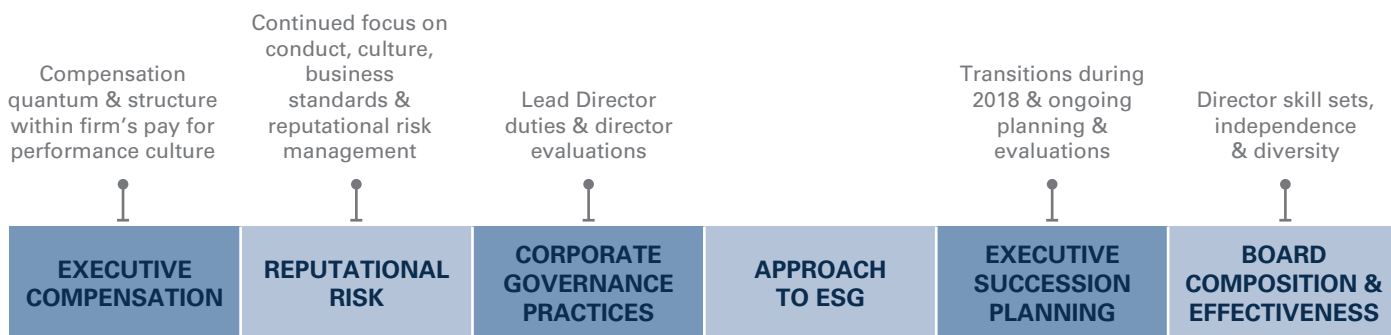 Compensation
quantum & structure
within firm's pay for
performance culture
Continued focus on
conduct, culture,
business
standards &
reputational risk
management
Lead Director
duties & director
evaluations
Transitions during
2018 & ongoing
planning &
evaluations
Director skill sets,
independence
& diversity
EXECUTIVE
COMPENSATION
REPUTATIONAL
RISK
CORPORATE
GOVERNANCE
PRACTICES
APPROACH
TO ESG
EXECUTIVE
SUCCESSION
PLANNING
BOARD
COMPOSITION &
EFFECTIVENESS